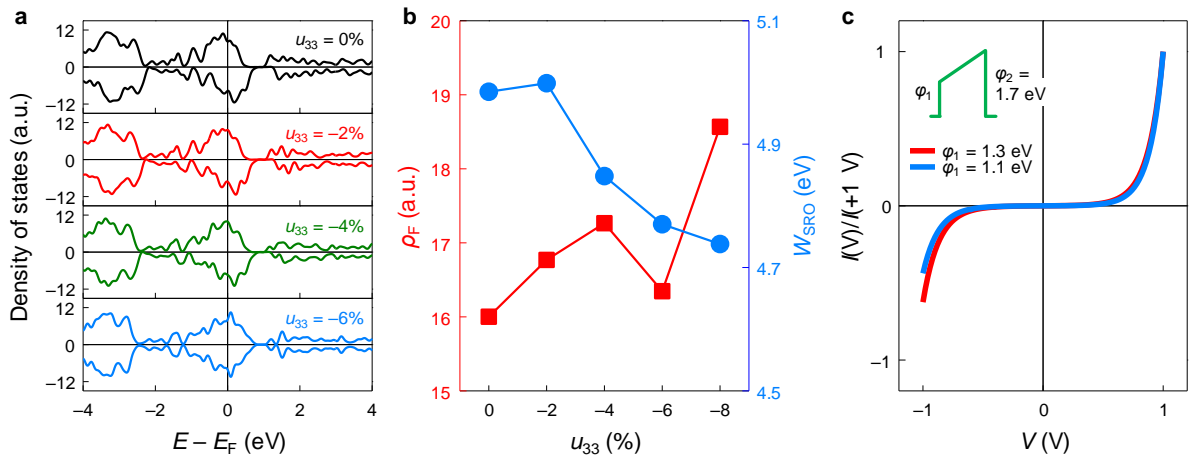 a
Density of states (a.u.)
12
0
−12
u33 = 0%
12
0
−12
u33 = −2%
12
0
−12
u33 = −4%
12
0
−12
u33 = −6%
−4 −2 0 2 4
E − EF (eV)
b
20
19
18
17
16
15
ρF (a.u.)
5.1
4.9
4.7
4.5
WSRO (eV)
0 −2 −4 −6 −8
u33 (%)
c
1
0
−1
I(V)/I(+1 V)
φ1
φ2 =
1.7 eV
φ1 = 1.3 eV
φ1 = 1.1 eV
−1 0 1
V (V)